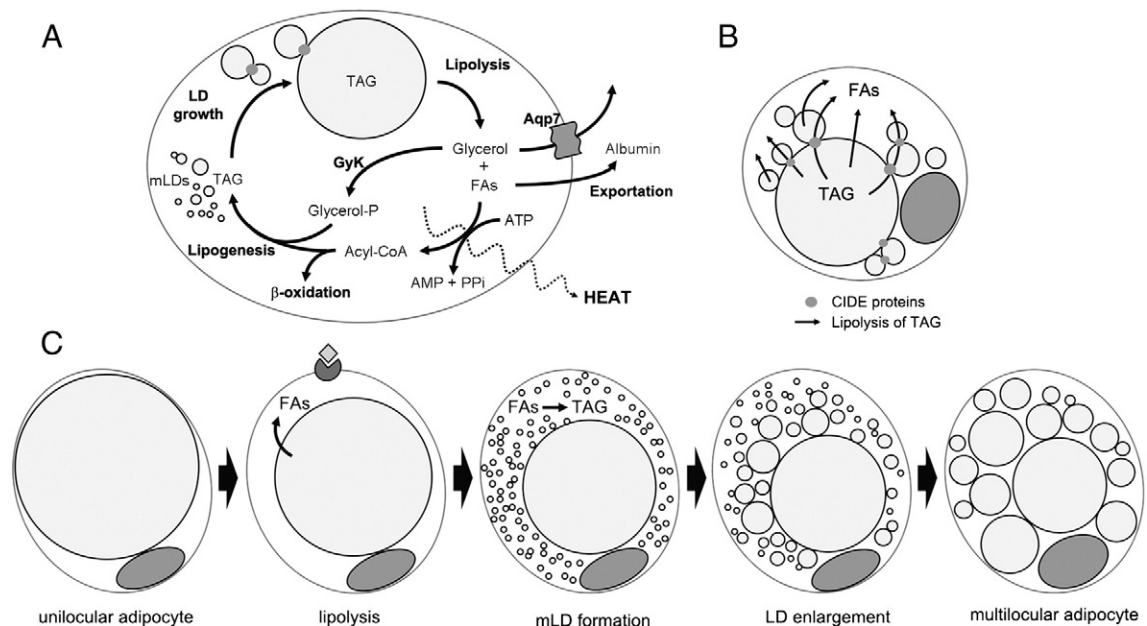 A
TAG
Lipolysis
LD
growth
Aqp7
mLDs
TAG
GyK
Glycerol
+
FAs
Albumin
Exportation
Glycerol-P
ATP
Lipogenesis
Acyl-CoA
β-oxidation
AMP + PPi
HEAT
B
FAs
TAG
CIDE proteins
Lipolysis of TAG
C
FAs
FAs TAG
unilocular adipocyte
lipolysis
mLD formation
LD enlargement
multilocular adipocyte